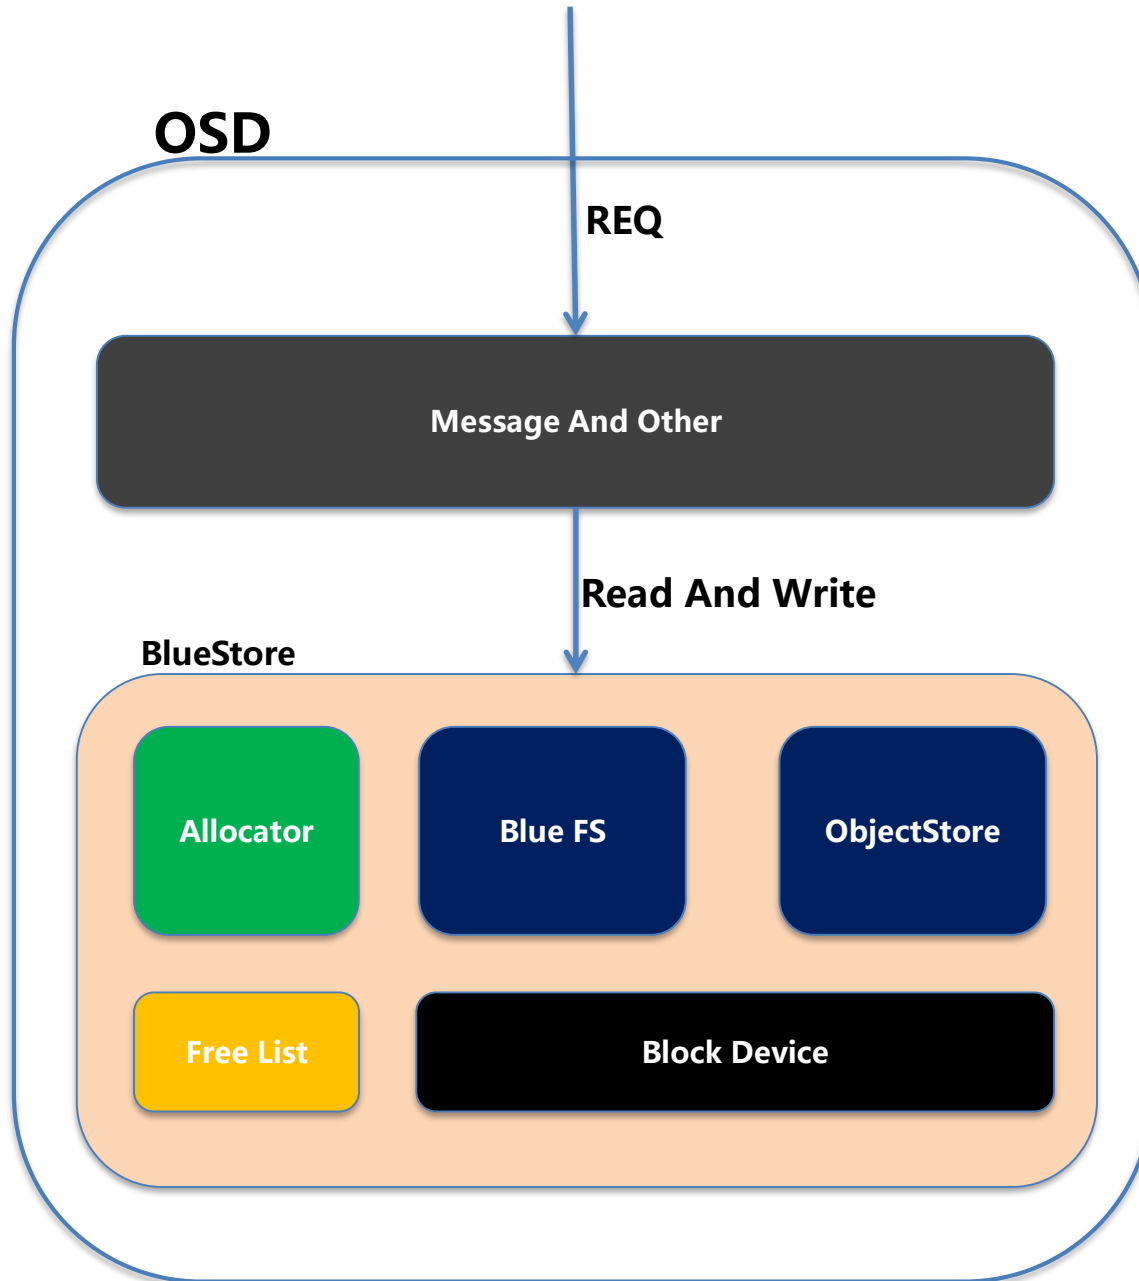 OSD
REQ
Message And Other
Read And Write
BlueStore
Allocator
Blue FS
ObjectStore
Free List
Block Device